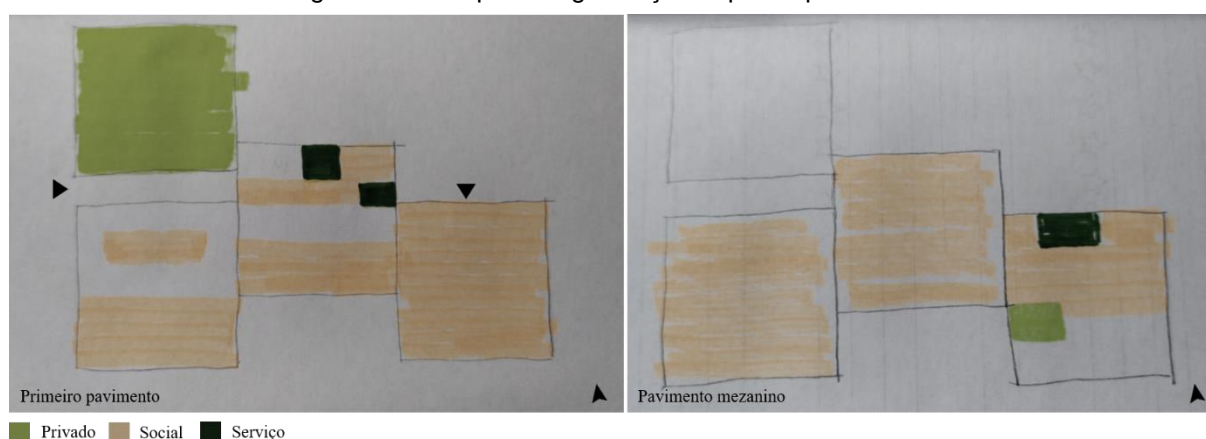 Primeiro pavimento
Pavimento mezanino
Privado Social Serviço